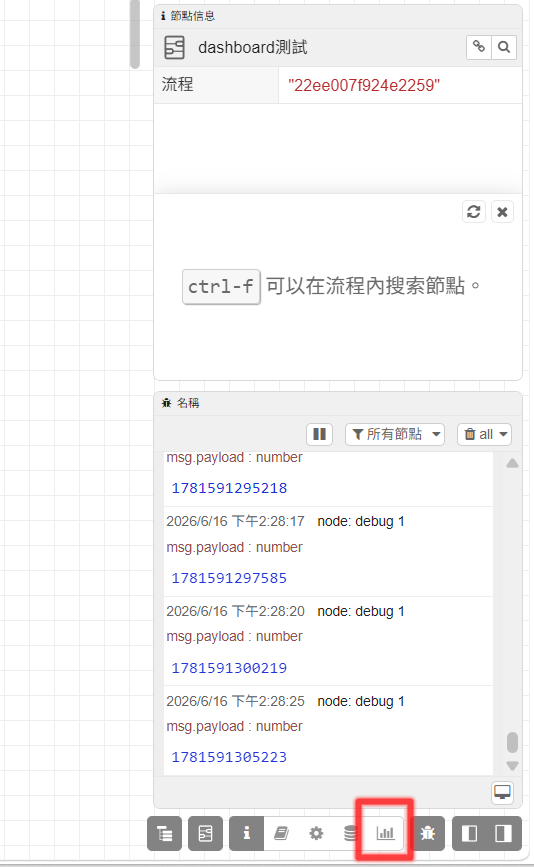 節點信息
dashboard測試
流程 "22ee007f924e2259"
ctrl-f 可以在流程內搜索節點。
名稱
所有節點 all
msg.payload : number
1781591295218
2026/6/16 下午2:28:17 node: debug 1
msg.payload : number
1781591297585
2026/6/16 下午2:28:20 node: debug 1
msg.payload : number
1781591300219
2026/6/16 下午2:28:25 node: debug 1
msg.payload : number
1781591305223